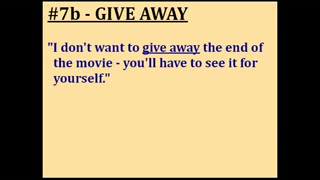 #7b - GIVE AWAY
"I don't want to give away the end of
the movie - you'll have to see it for
yourself."